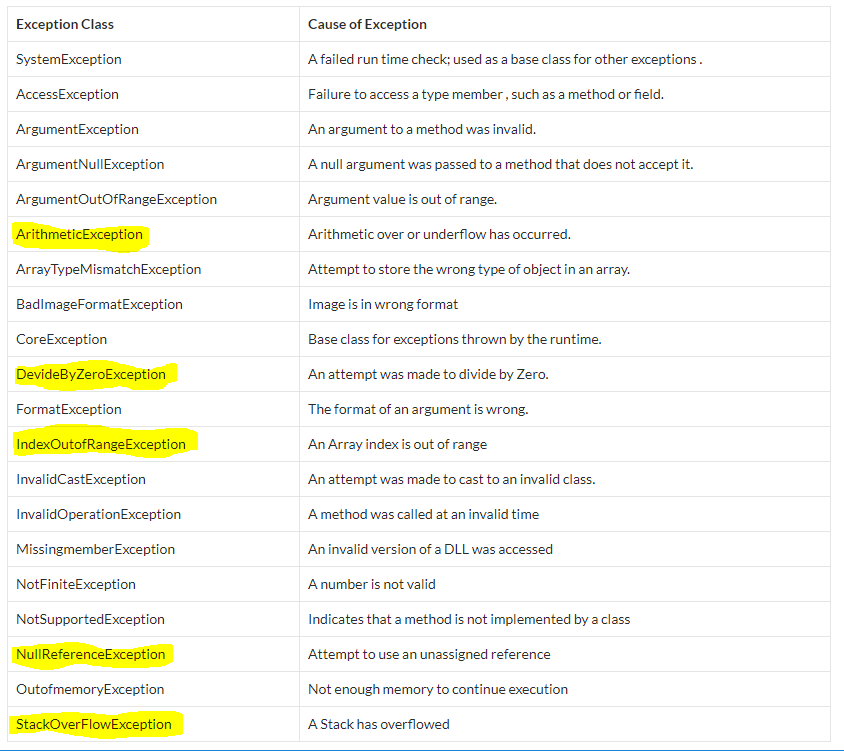 Exception Class Cause of Exception
SystemException A failed run time check; used as a base class for other exceptions .
AccessException Failure to access a type member , such as a method or field.
ArgumentException An argument to a method was invalid.
ArgumentNullException A null argument was passed to a method that does not accept it.
ArgumentOutOfRangeException Argument value is out of range.
ArithmeticException Arithmetic over or underflow has occurred.
ArrayTypeMismatchException Attempt to store the wrong type of object in an array.
BadImageFormatException Image is in wrong format
CoreException Base class for exceptions thrown by the runtime.
DevideByZeroException An attempt was made to divide by Zero.
FormatException The format of an argument is wrong.
IndexOutofRangeException An Array index is out of range
InvalidCastException An attempt was made to cast to an invalid class.
InvalidOperationException A method was called at an invalid time
MissingmemberException An invalid version of a DLL was accessed
NotFiniteException A number is not valid
NotSupportedException Indicates that a method is not implemented by a class
NullReferenceException Attempt to use an unassigned reference
OutofmemoryException Not enough memory to continue execution
StackOverFlowException A Stack has overflowed